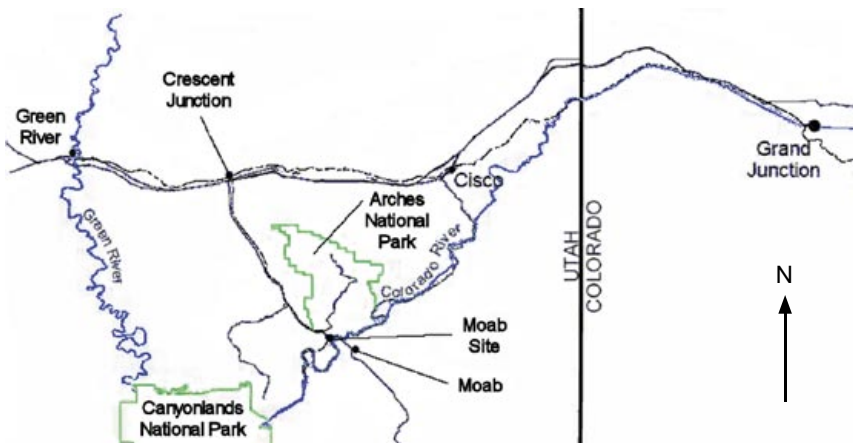 Crescent
Junction
Green
River
Grand
Junction
Cisco
Arches
National
Park
Green River
Colorado River
UTAH
COLORADO
N
Moab
Site
Moab
Canyonlands
National Park